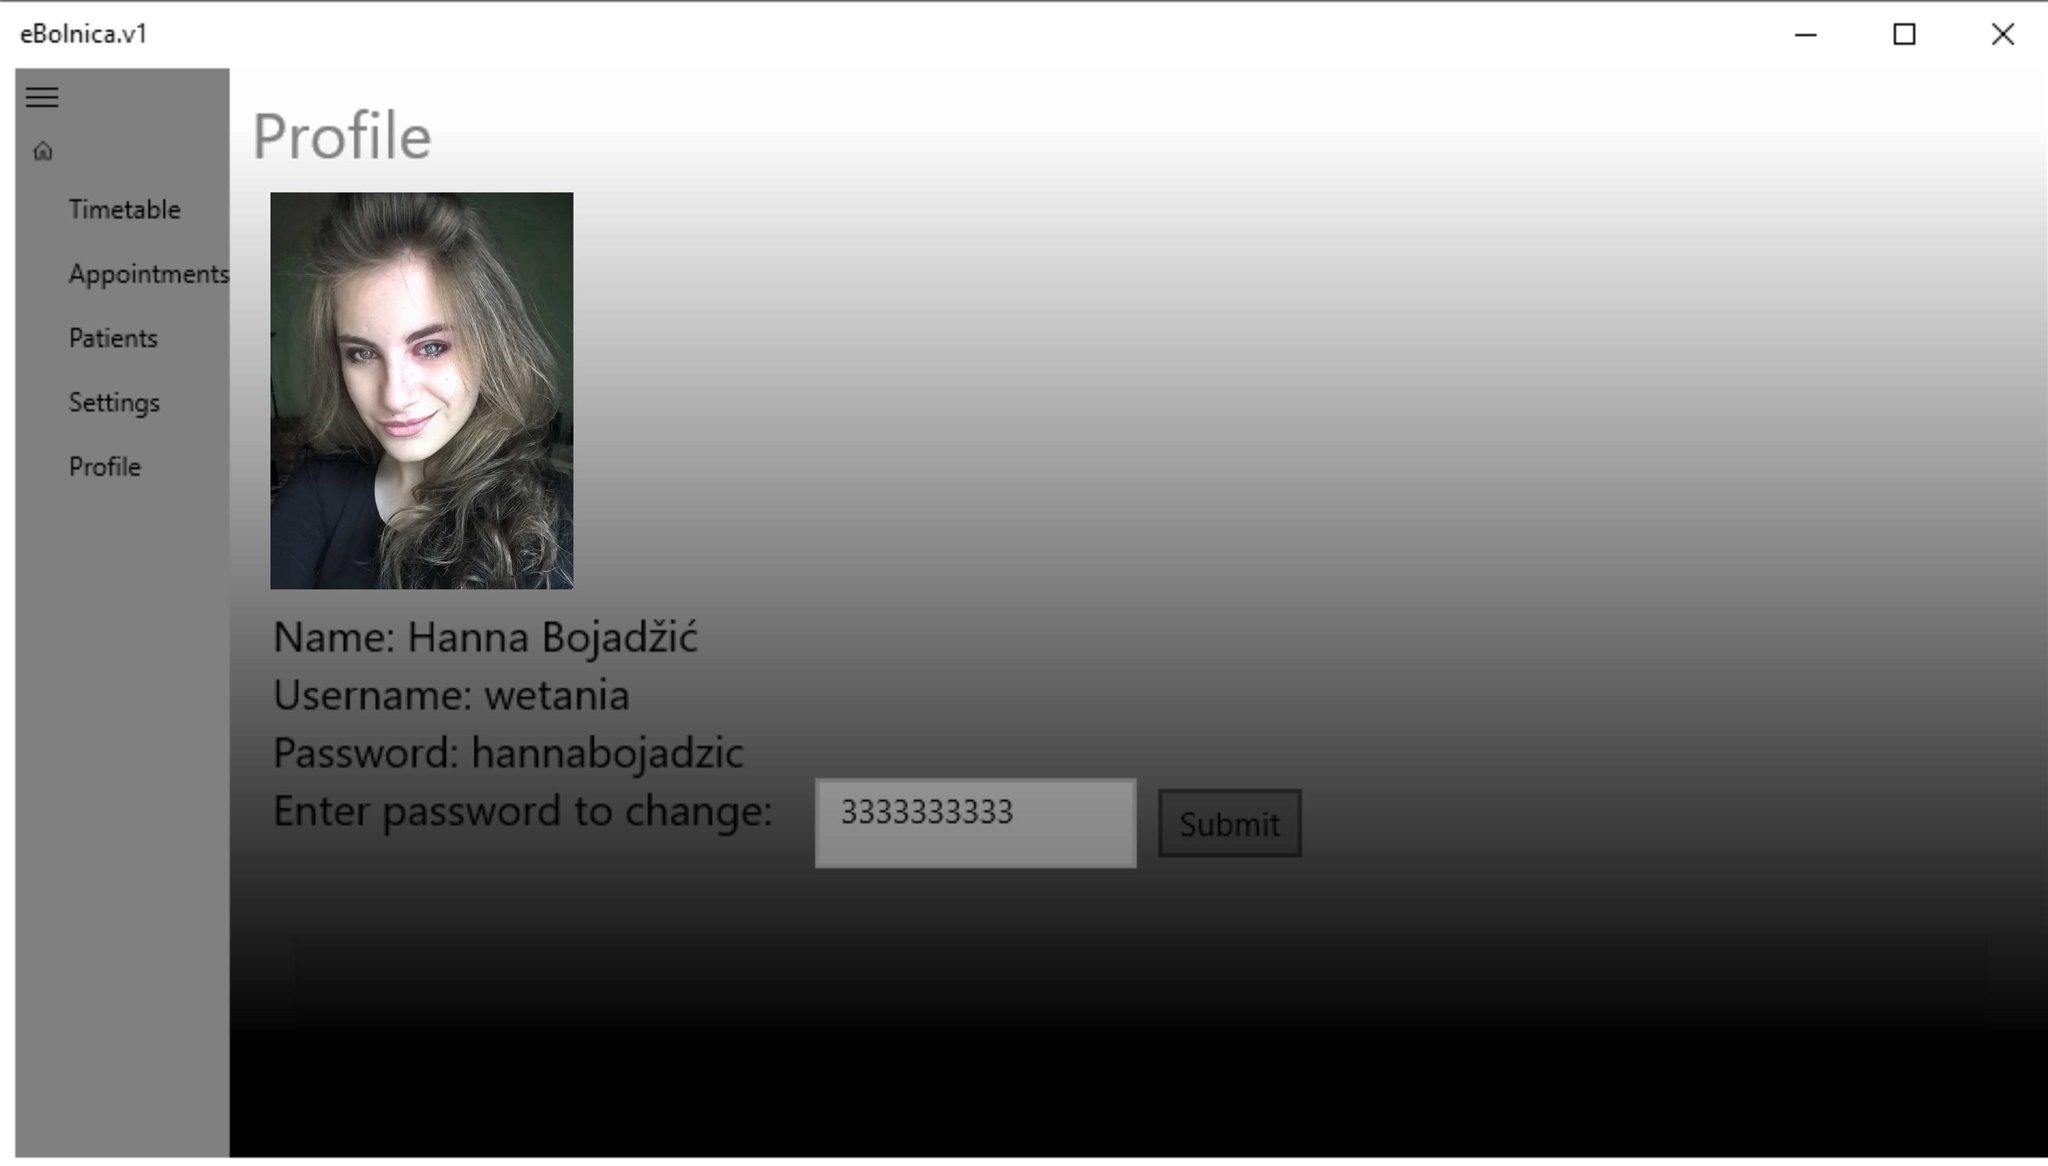 eBolnica.v1
Profile
Timetable
Appointments
Patients
Settings
Profile
Name: Hanna Bojadžić
Username: wetania
Password: hannabojadzic
Enter password to change: 3333333333 Submit